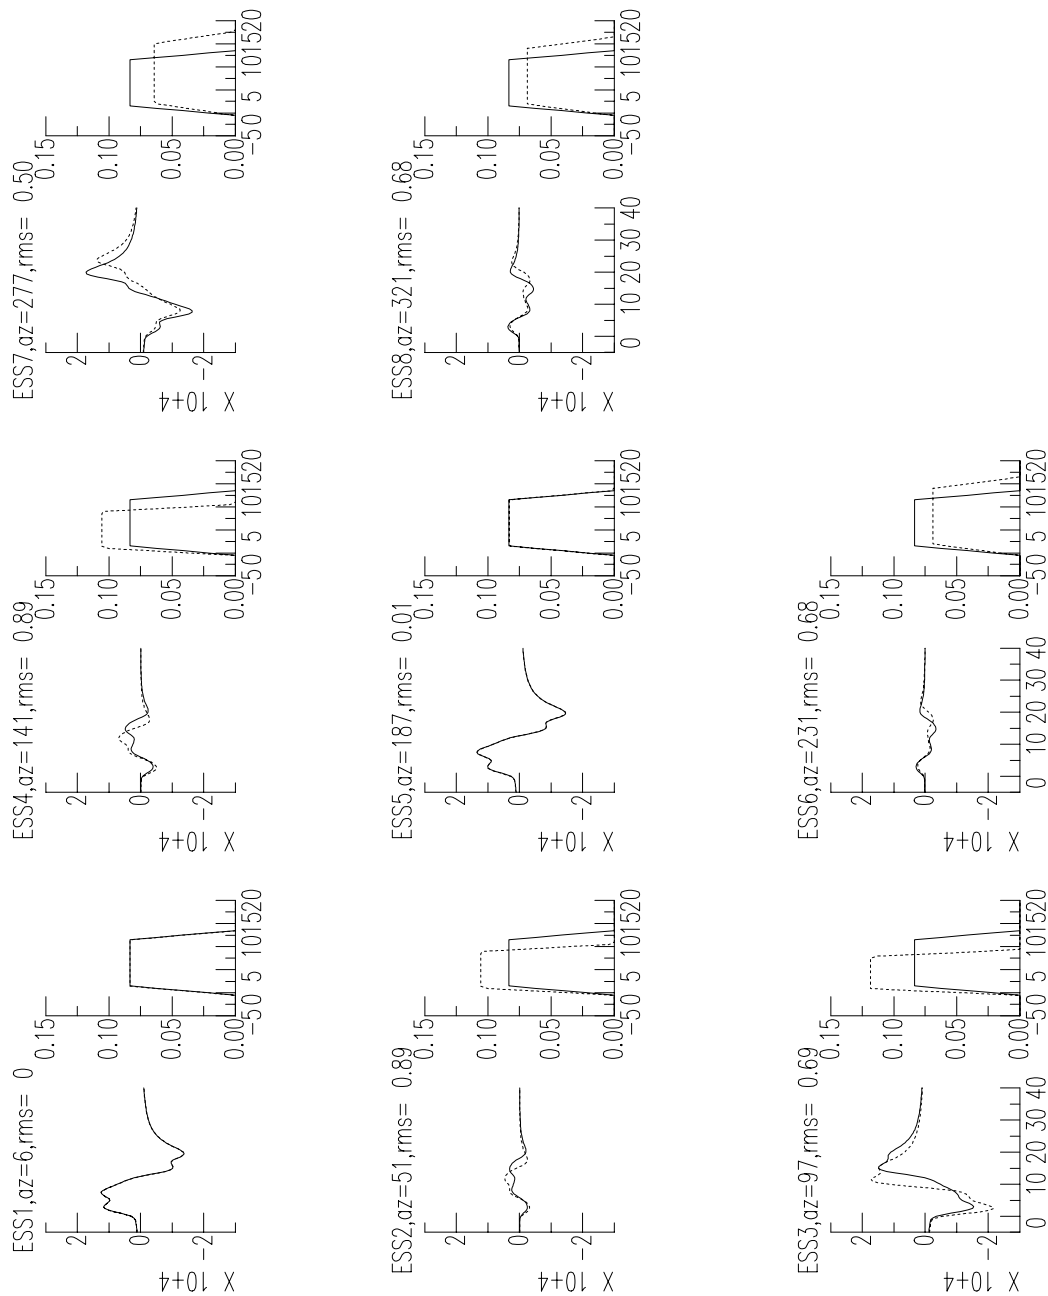 ESS1,az=6,rms= 0
2
0
-2
X 10+4
0.15
0.10
0.05
0.00
-5 0 5 10 15 20
ESS4,az=141,rms= 0.89
2
0
-2
X 10+4
0.15
0.10
0.05
0.00
-5 0 5 10 15 20
ESS7,az=277,rms= 0.50
2
0
-2
X 10+4
0.15
0.10
0.05
0.00
-5 0 5 10 15 20
ESS2,az=51,rms= 0.89
2
0
-2
X 10+4
0.15
0.10
0.05
0.00
-5 0 5 10 15 20
ESS5,az=187,rms= 0.01
2
0
-2
X 10+4
0.15
0.10
0.05
0.00
-5 0 5 10 15 20
ESS8,az=321,rms= 0.68
2
0
-2
X 10+4
0 10 20 30 40
0.15
0.10
0.05
0.00
-5 0 5 10 15 20
ESS3,az=97,rms= 0.69
2
0
-2
X 10+4
0 10 20 30 40
0.15
0.10
0.05
0.00
-5 0 5 10 15 20
ESS6,az=231,rms= 0.68
2
0
-2
X 10+4
0 10 20 30 40
0.15
0.10
0.05
0.00
-5 0 5 10 15 20